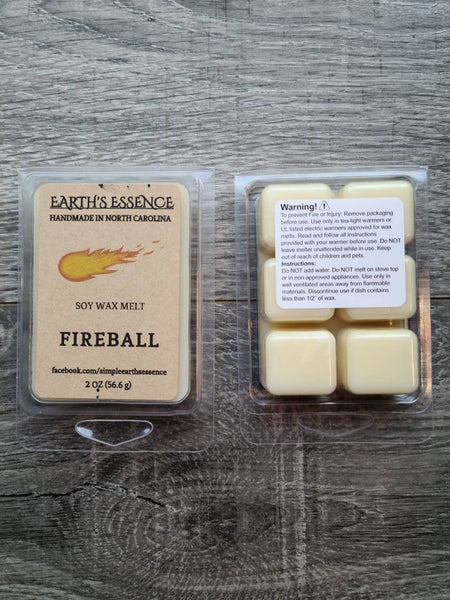 EARTH'S ESSENCE
HANDMADE IN NORTH CAROLINA
SOY WAX MELT
FIREBALL
facebook.com/simpleearthsessence
2 OZ (56.6 g)
Warning!
To prevent Fire or Injury: Remove packaging
before use. Use only in tea-tight warmers or
UL listed electric warmers approved for wax
melts. Read and follow all instructions
provided with your warmer before use. Do NOT
leave melter unattended while in use. Keep
out of reach of children and pets.
Instructions:
Do NOT add water. Do NOT melt on stove top
or in non-approved appliances. Use only in
well ventilated areas away from flammable
materials. Discontinue use if dish contains
less than 1/2" of wax.